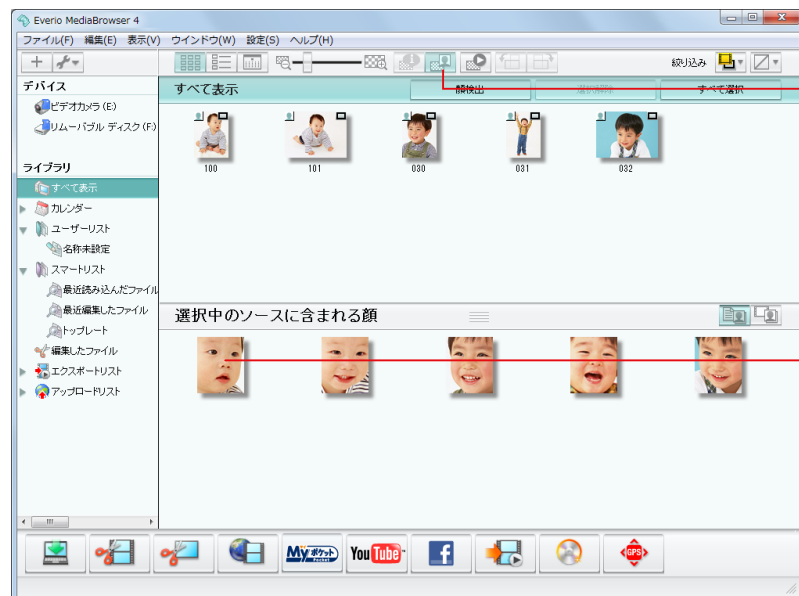 Everio MediaBrowser 4
ファイル(F) 編集(E) 表示(V) ウインドウ(W) 設定(S) ヘルプ(H)
絞り込み
デバイス
すべて表示
顔検出
選択解除
すべて選択
ビデオカメラ (E:)
リムーバブル ディスク (F:)
100
101
030
031
032
ライブラリ
すべて表示
カレンダー
ユーザーリスト
名称未設定
スマートリスト
最近読み込んだファイル
最近編集したファイル
トップレート
編集したファイル
エクスポートリスト
アップロードリスト
選択中のソースに含まれる顔
My ポケット
YouTube
f
GPS